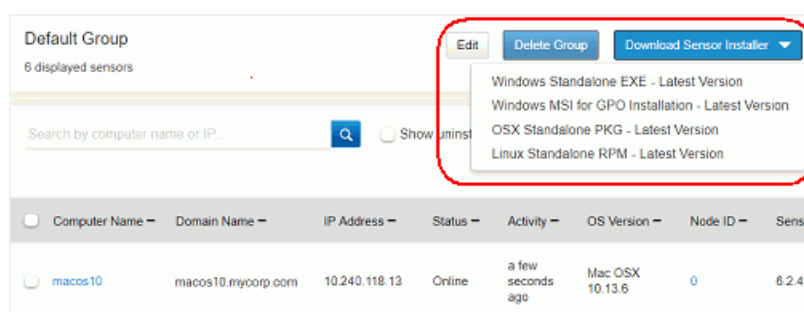 Default Group
6 displayed sensors
Edit
Delete Group
Download Sensor Installer
Windows Standalone EXE - Latest Version
Windows MSI for GPO Installation - Latest Version
OSX Standalone PKG - Latest Version
Linux Standalone RPM - Latest Version
Search by computer name or IP...
Show uninst
Computer Name Domain Name IP Address Status Activity OS Version Node ID Sens
macos10 macos10.mycorp.com 10.240.118.13 Online a few seconds ago Mac OSX 10.13.6 0 6.2.4